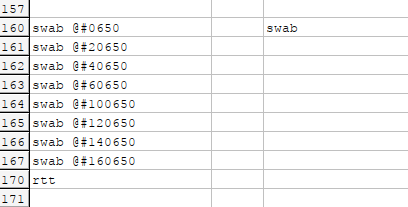 157
160 swab @#0650 swab
161 swab @#20650
162 swab @#40650
163 swab @#60650
164 swab @#100650
165 swab @#120650
166 swab @#140650
167 swab @#160650
170 rtt
171